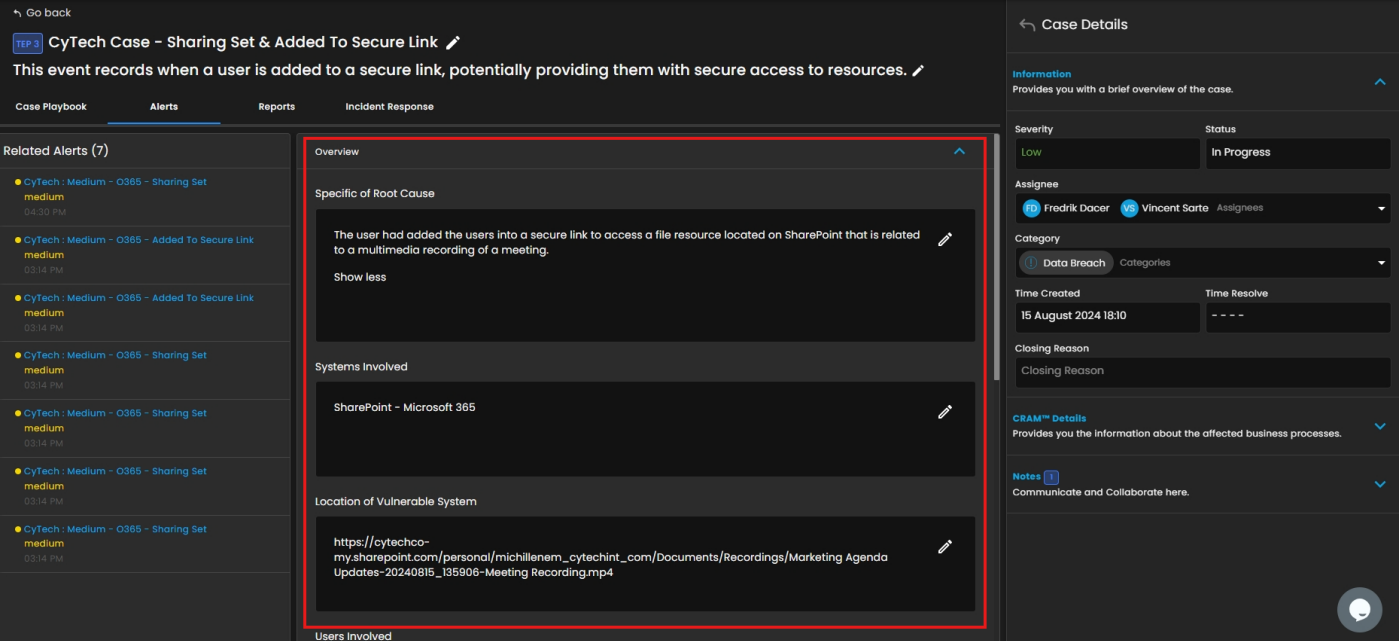 Go back
TEP 3 CyTech Case - Sharing Set & Added To Secure Link
This event records when a user is added to a secure link, potentially providing them with secure access to resources.
Case Playbook Alerts Reports Incident Response
Related Alerts (7)
CyTech : Medium - O365 - Sharing Set
medium
04:30 PM
CyTech : Medium - O365 - Added To Secure Link
medium
03:14 PM
CyTech : Medium - O365 - Added To Secure Link
medium
03:14 PM
CyTech : Medium - O365 - Sharing Set
medium
03:14 PM
CyTech : Medium - O365 - Sharing Set
medium
03:14 PM
CyTech : Medium - O365 - Sharing Set
medium
03:14 PM
CyTech : Medium - O365 - Sharing Set
medium
03:14 PM
Overview
Specific of Root Cause
The user had added the users into a secure link to access a file resource located on SharePoint that is related
to a multimedia recording of a meeting.
Show less
Systems Involved
SharePoint - Microsoft 365
Location of Vulnerable System
https://cytechco-
my.sharepoint.com/personal/michillenem_cytechint_com/Documents/Recordings/Marketing Agenda
Updates-20240815_135906-Meeting Recording.mp4
Users Involved
Case Details
Information
Provides you with a brief overview of the case.
Severity Status
Low In Progress
Assignee
FD Fredrik Dacer VS Vincent Sarte Assignees
Category
Data Breach Categories
Time Created Time Resolve
15 August 2024 18:10 - - - -
Closing Reason
Closing Reason
CRAM™ Details
Provides you the information about the affected business processes.
Notes 1
Communicate and Collaborate here.